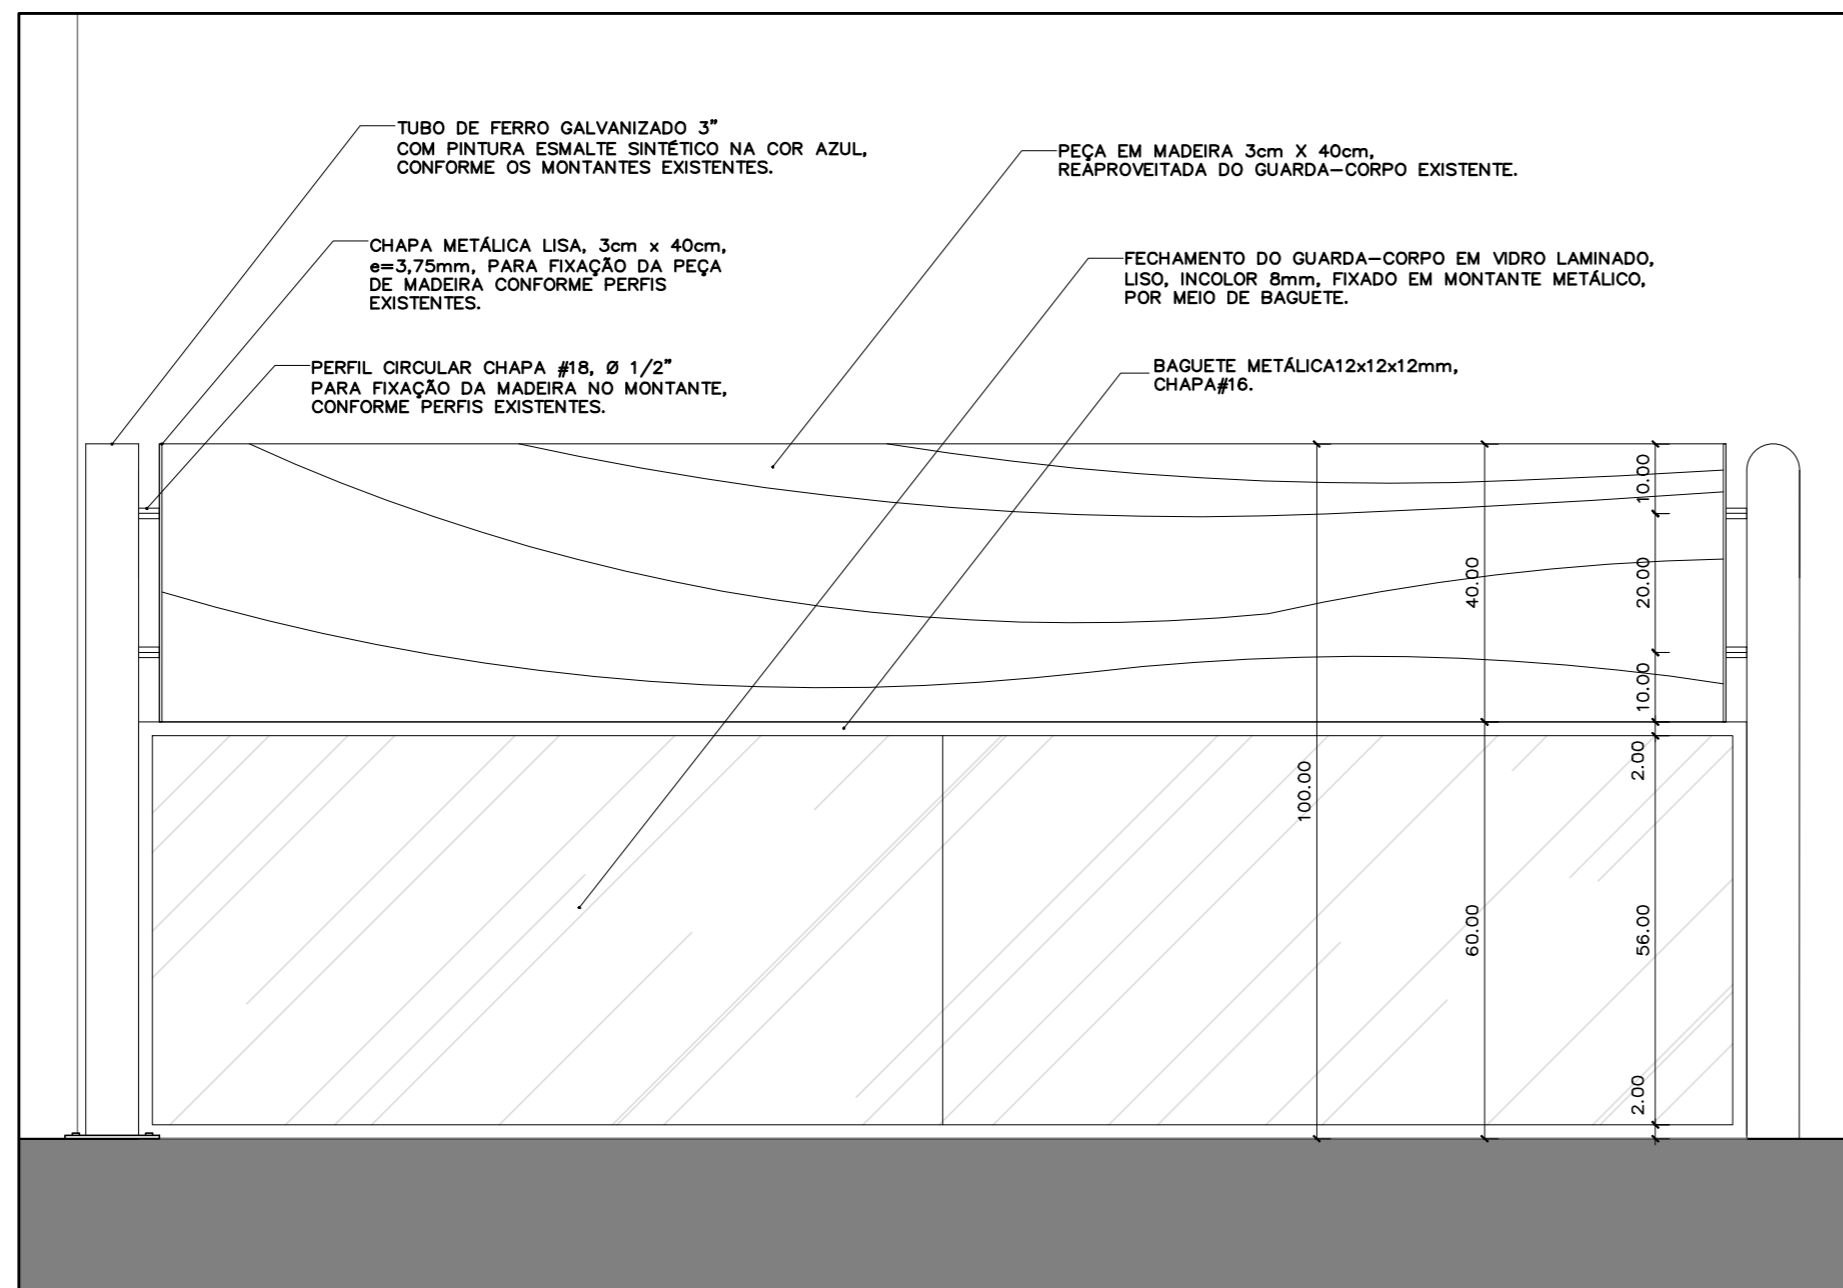 TUBO DE FERRO GALVANIZADO 3"
COM PINTURA ESMALTE SINTÉTICO NA COR AZUL,
CONFORME OS MONTANTES EXISTENTES.
PEÇA EM MADEIRA 3cm X 40cm,
REAPROVEITADA DO GUARDA-CORPO EXISTENTE.
CHAPA METÁLICA LISA, 3cm x 40cm,
e=3,75mm, PARA FIXAÇÃO DA PEÇA
DE MADEIRA CONFORME PERFIS
EXISTENTES.
FECHAMENTO DO GUARDA-CORPO EM VIDRO LAMINADO,
LISO, INCOLOR 8mm, FIXADO EM MONTANTE METÁLICO,
POR MEIO DE BAGUETE.
PERFIL CIRCULAR CHAPA #18, Ø 1/2"
PARA FIXAÇÃO DA MADEIRA NO MONTANTE,
CONFORME PERFIS EXISTENTES.
BAGUETE METÁLICA12x12x12mm,
CHAPA#16.
100.00
40.00
60.00
10.00
20.00
10.00
2.00
56.00
2.00